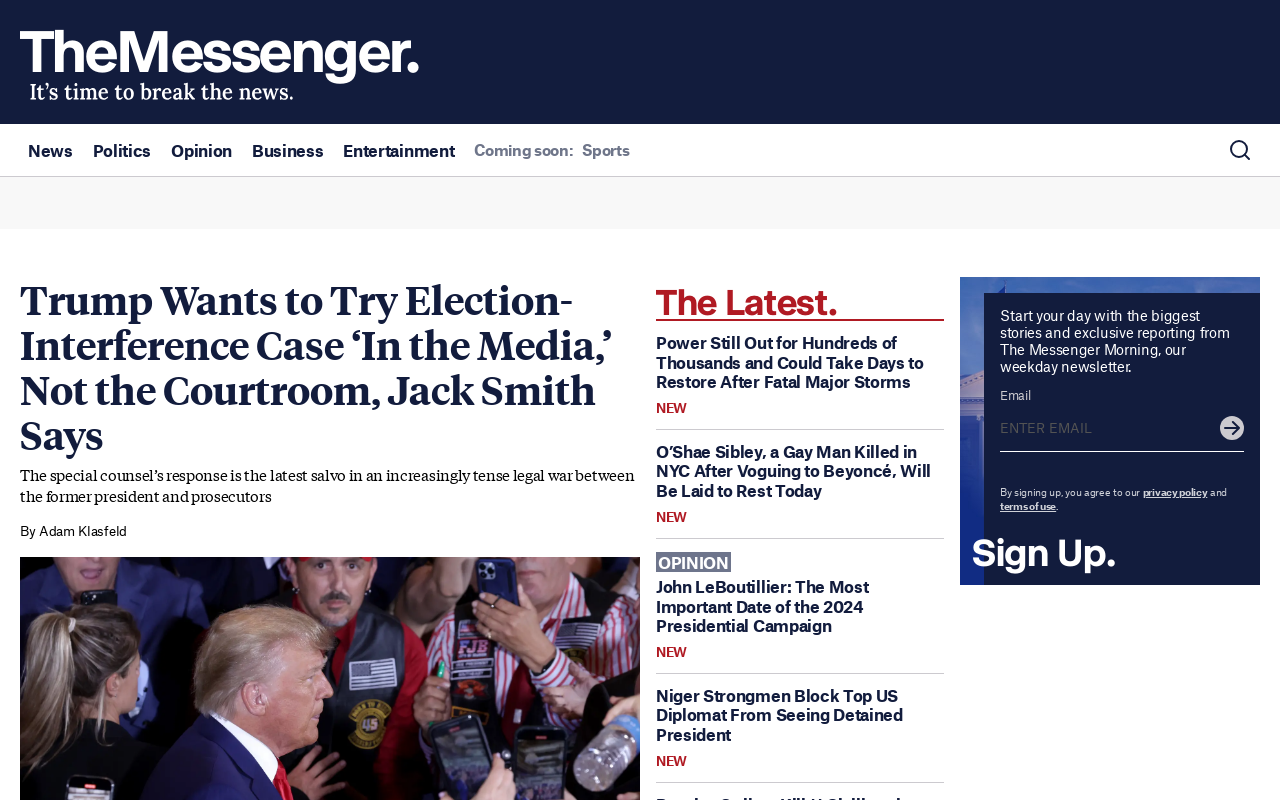 TheMessenger.
It's time to break the news.
News Politics Opinion Business Entertainment Coming soon: Sports
Trump Wants to Try Election-
Interference Case ‘In the Media,’
Not the Courtroom, Jack Smith
Says
The special counsel’s response is the latest salvo in an increasingly tense legal war between
the former president and prosecutors
By Adam Klasfeld
FJB
45
The Latest.
Power Still Out for Hundreds of
Thousands and Could Take Days to
Restore After Fatal Major Storms
NEW
O’Shae Sibley, a Gay Man Killed in
NYC After Voguing to Beyoncé, Will
Be Laid to Rest Today
NEW
OPINION
John LeBoutillier: The Most
Important Date of the 2024
Presidential Campaign
NEW
Niger Strongmen Block Top US
Diplomat From Seeing Detained
President
NEW
Start your day with the biggest
stories and exclusive reporting from
The Messenger Morning, our
weekday newsletter.
Email
ENTER EMAIL
By signing up, you agree to our privacy policy and
terms of use.
Sign Up.